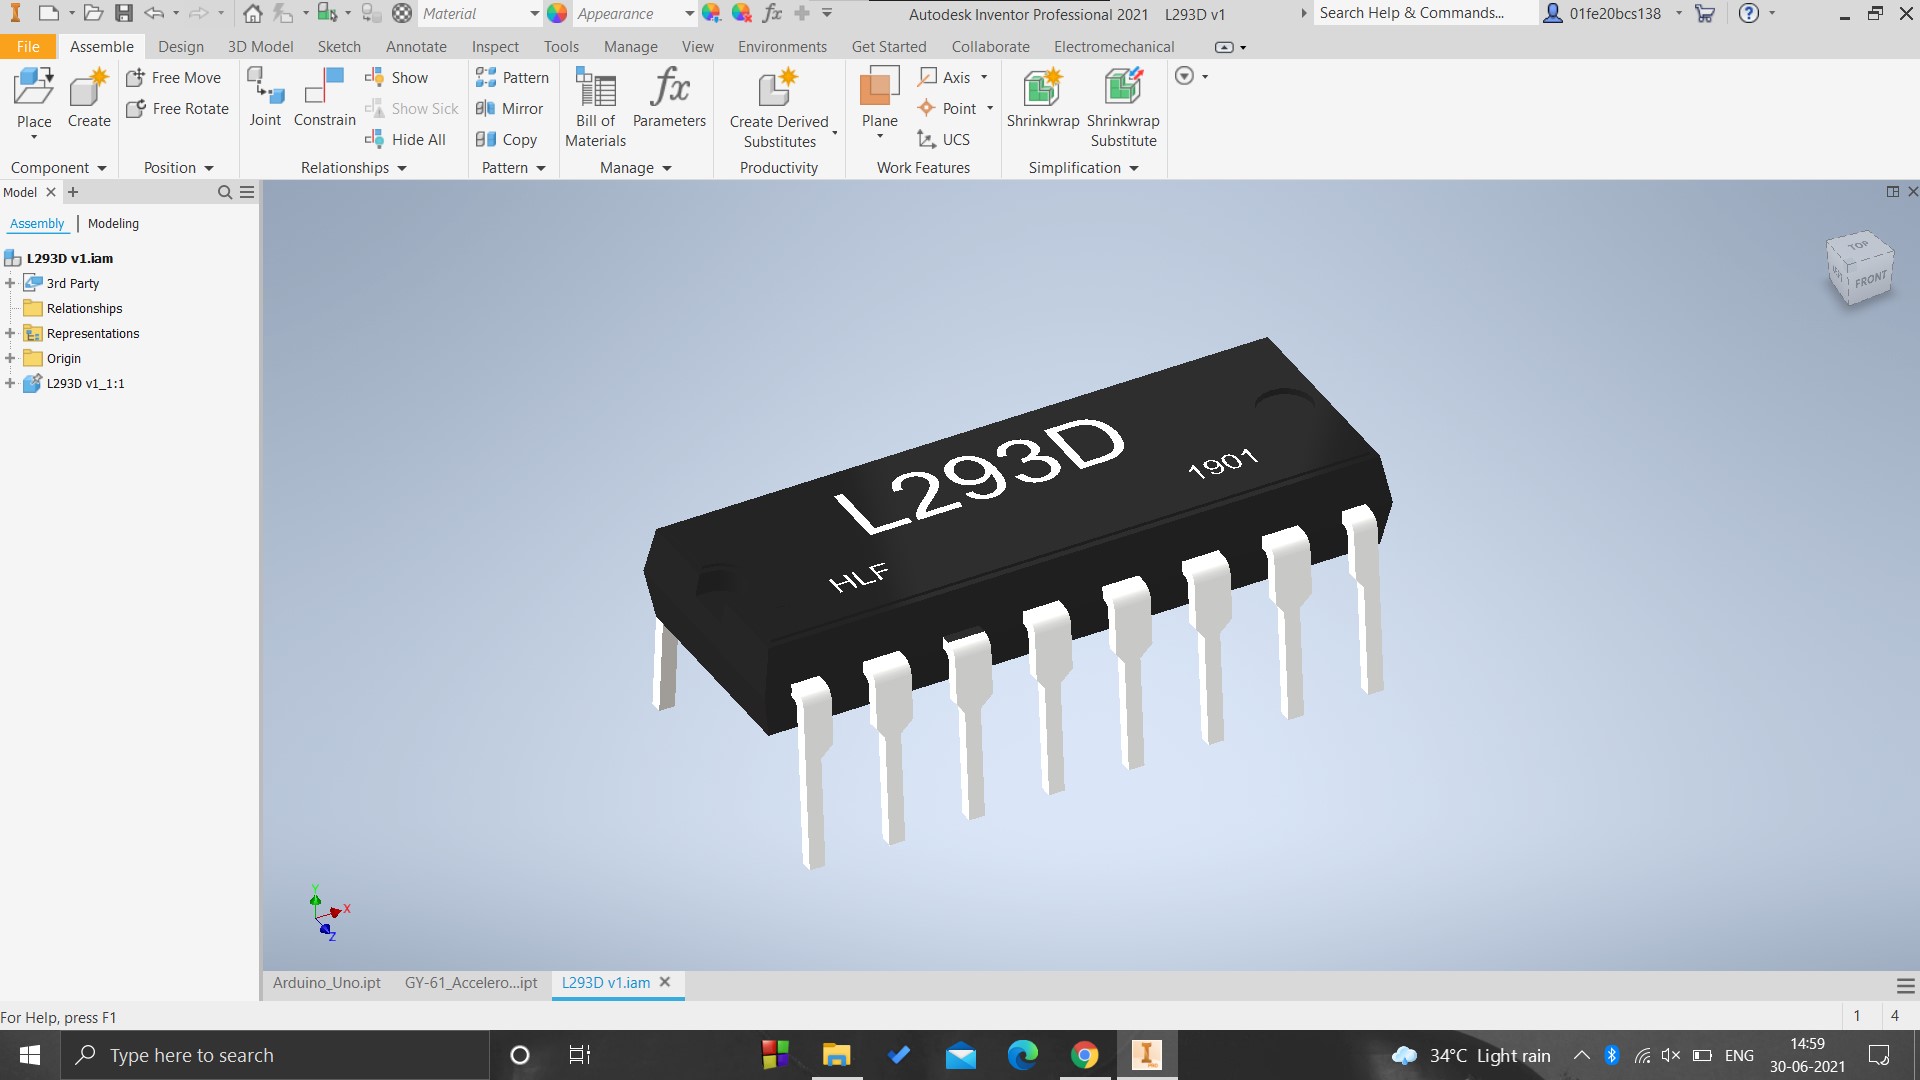 Material
Appearance
fx
Autodesk Inventor Professional 2021 L293D v1
Search Help & Commands...
01fe20bcs138
File Assemble Design 3D Model Sketch Annotate Inspect Tools Manage View Environments Get Started Collaborate Electromechanical
Place
Create
Component
Free Move
Free Rotate
Position
Joint
Constrain
Show
Show Sick
Hide All
Relationships
Pattern
Mirror
Copy
Pattern
Bill of
Materials
fx
Parameters
Manage
Create Derived
Substitutes
Productivity
Plane
Axis
Point
UCS
Work Features
Shrinkwrap
Shrinkwrap
Substitute
Simplification
Model
Assembly | Modeling
L293D v1.iam
3rd Party
Relationships
Representations
Origin
L293D v1_1:1
TOP
FRONT
L293D
1901
HLF
Y
X
Z
Arduino_Uno.ipt GY-61_Accelero...ipt L293D v1.iam
For Help, press F1
1 4
Type here to search
34°C Light rain
ENG
14:59
30-06-2021